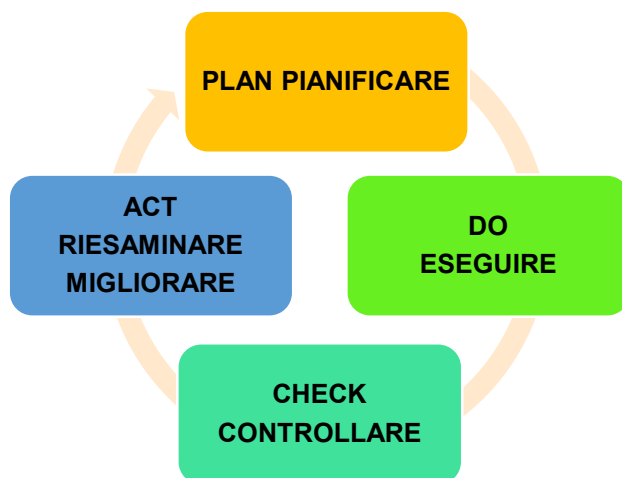 PLAN PIANIFICARE
DO
ESEGUIRE
CHECK
CONTROLLARE
ACT
RIESAMINARE
MIGLIORARE